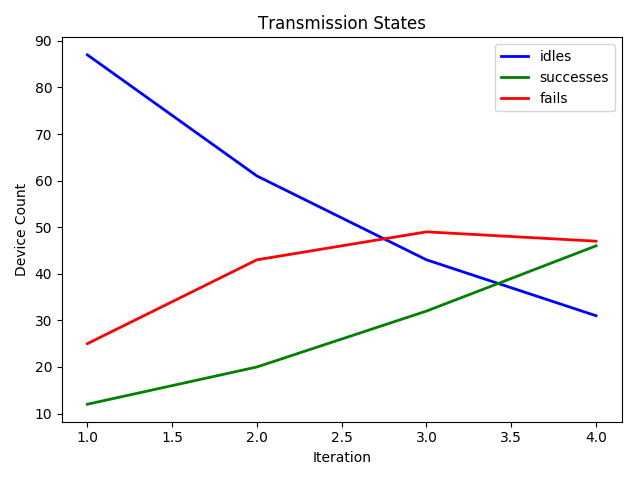 Transmission States
90
80
70
60
50
40
30
20
10
Device Count
1.0 1.5 2.0 2.5 3.0 3.5 4.0
Iteration
idles
successes
fails